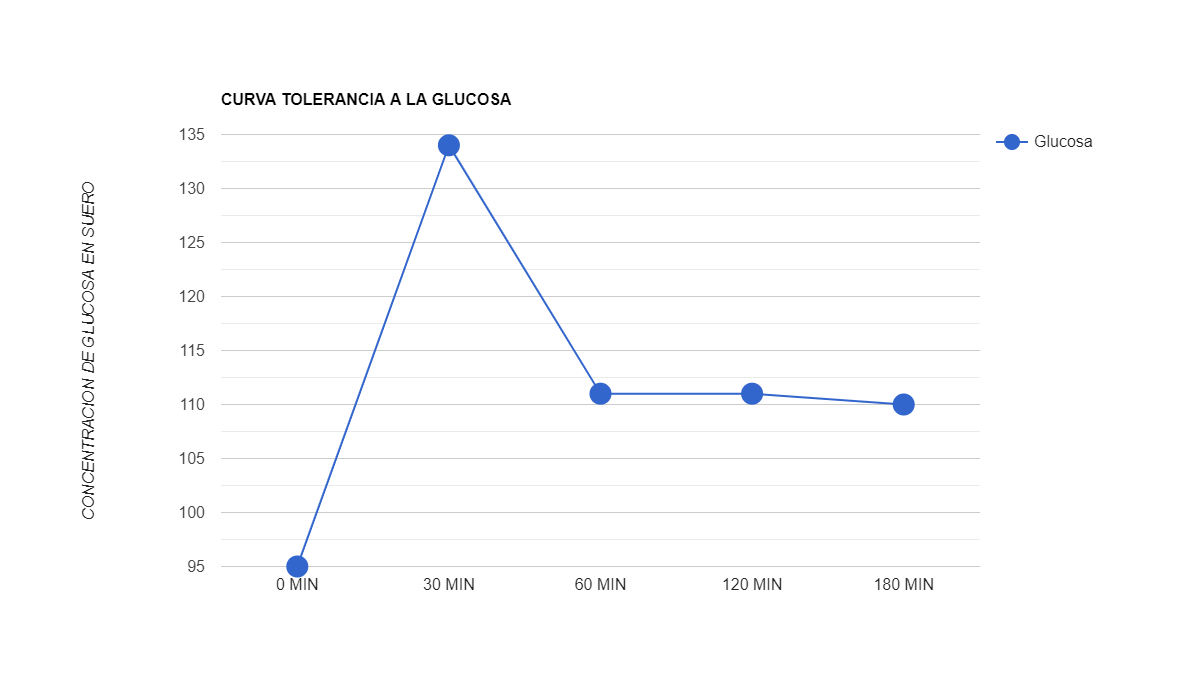 CURVA TOLERANCIA A LA GLUCOSA
Glucosa
CONCENTRACION DE GLUCOSA EN SUERO
135
130
125
120
115
110
105
100
95
0 MIN
30 MIN
60 MIN
120 MIN
180 MIN